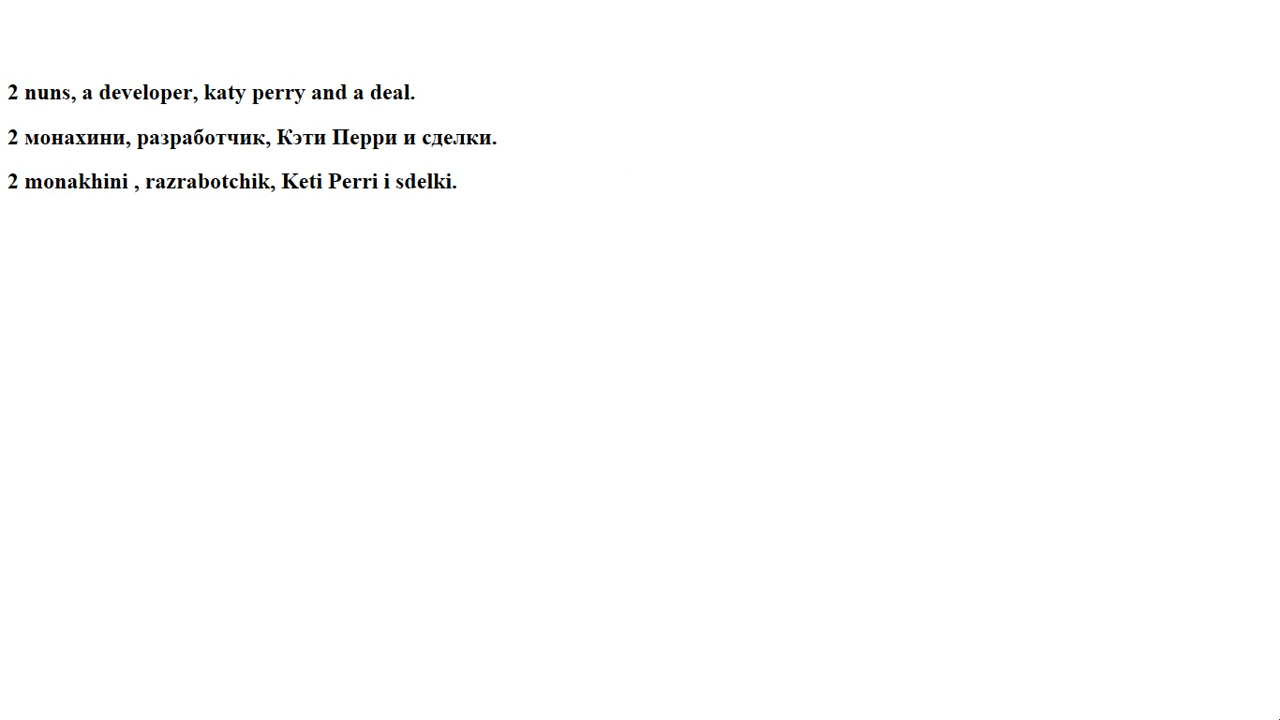 2 nuns, a developer, katy perry and a deal.
2 монахини, разработчик, Кэти Перри и сделки.
2 monakhini , razrabotchik, Keti Perri i sdelki.